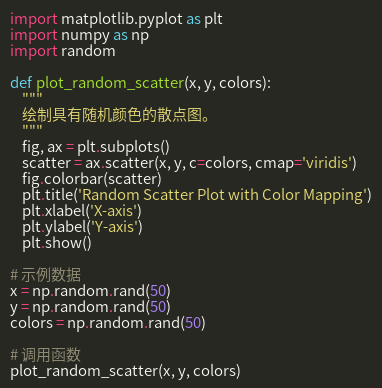 import matplotlib.pyplot as plt
import numpy as np
import random

def plot_random_scatter(x, y, colors):
    """
    绘制具有随机颜色的散点图。
    """
    fig, ax = plt.subplots()
    scatter = ax.scatter(x, y, c=colors, cmap='viridis')
    fig.colorbar(scatter)
    plt.title('Random Scatter Plot with Color Mapping')
    plt.xlabel('X-axis')
    plt.ylabel('Y-axis')
    plt.show()

# 示例数据
x = np.random.rand(50)
y = np.random.rand(50)
colors = np.random.rand(50)

# 调用函数
plot_random_scatter(x, y, colors)